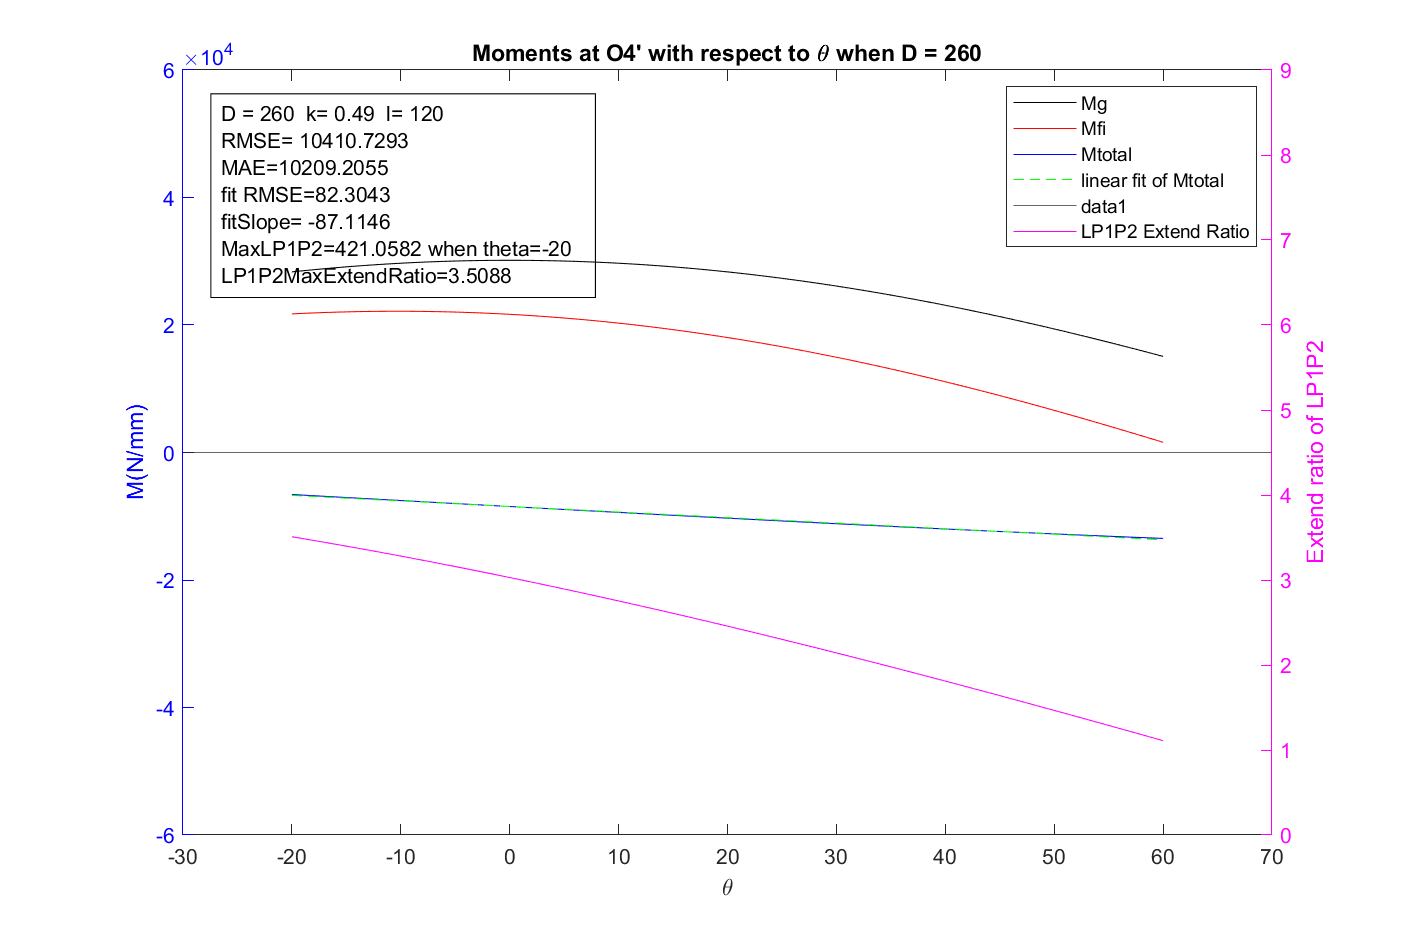 Moments at O4' with respect to θ when D = 260
×10⁴
6
4
2
0
-2
-4
-6
M(N/mm)
D = 260 k= 0.49 l= 120
RMSE= 10410.7293
MAE=10209.2055
fit RMSE=82.3043
fitSlope= -87.1146
MaxLP1P2=421.0582 when theta=-20
LP1P2MaxExtendRatio=3.5088
Mg
Mfi
Mtotal
linear fit of Mtotal
data1
LP1P2 Extend Ratio
9
8
7
6
5
4
3
2
1
0
Extend ratio of LP1P2
-30 -20 -10 0 10 20 30 40 50 60 70
θ